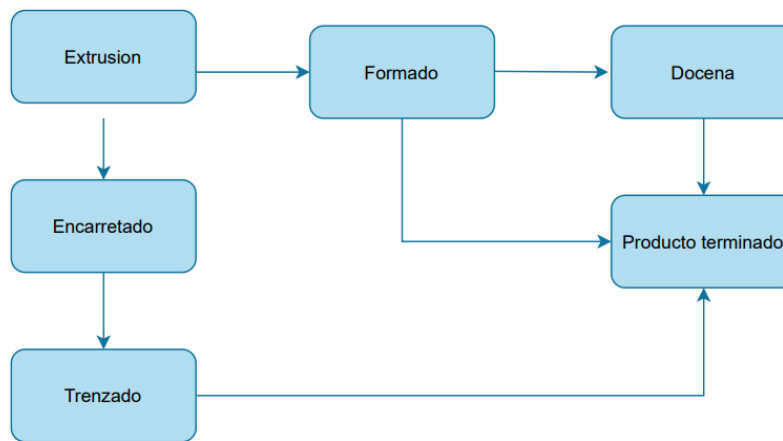 Extrusion
Formado
Docena
Encarretado
Producto terminado
Trenzado